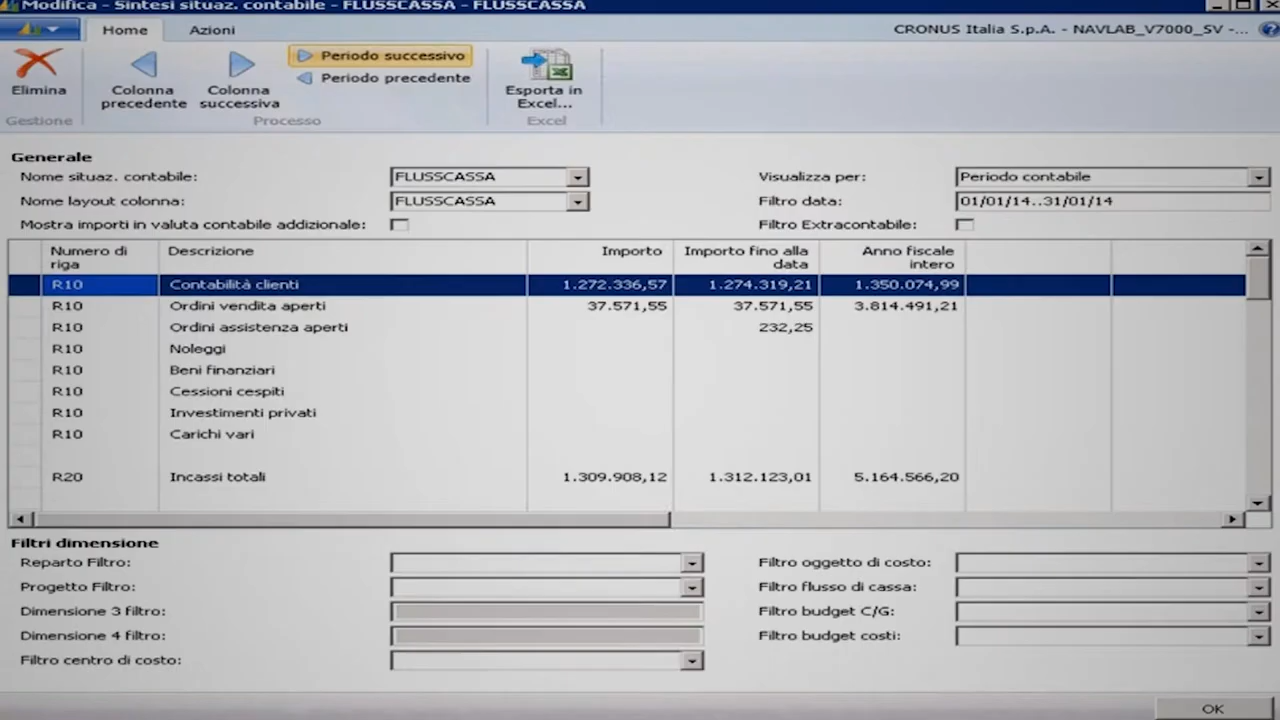 Modifica - Sintesi situaz. contabile - FLUSSCASSA - FLUSSCASSA
Home Azioni CRONUS Italia S.p.A. - NAVLAB_V7000_SV -...
Elimina
Gestione
Colonna precedente
Colonna successiva
Periodo successivo
Periodo precedente
Processo
Esporta in Excel...
Excel
Generale
Nome situaz. contabile: FLUSSCASSA Visualizza per: Periodo contabile
Nome layout colonna: FLUSSCASSA Filtro data: 01/01/14..31/01/14
Mostra importi in valuta contabile addizionale: Filtro Extracontabile:
Numero di riga Descrizione Importo Importo fino alla data Anno fiscale intero
R10 Contabilità clienti 1.272.336,57 1.274.319,21 1.350.074,99
R10 Ordini vendita aperti 37.571,55 37.571,55 3.814.491,21
R10 Ordini assistenza aperti 232,25
R10 Noleggi
R10 Beni finanziari
R10 Cessioni cespiti
R10 Investimenti privati
R10 Carichi vari
R20 Incassi totali 1.309.908,12 1.312.123,01 5.164.566,20
Filtri dimensione
Reparto Filtro: Filtro oggetto di costo:
Progetto Filtro: Filtro flusso di cassa:
Dimensione 3 filtro: Filtro budget C/G:
Dimensione 4 filtro: Filtro budget costi:
Filtro centro di costo:
OK